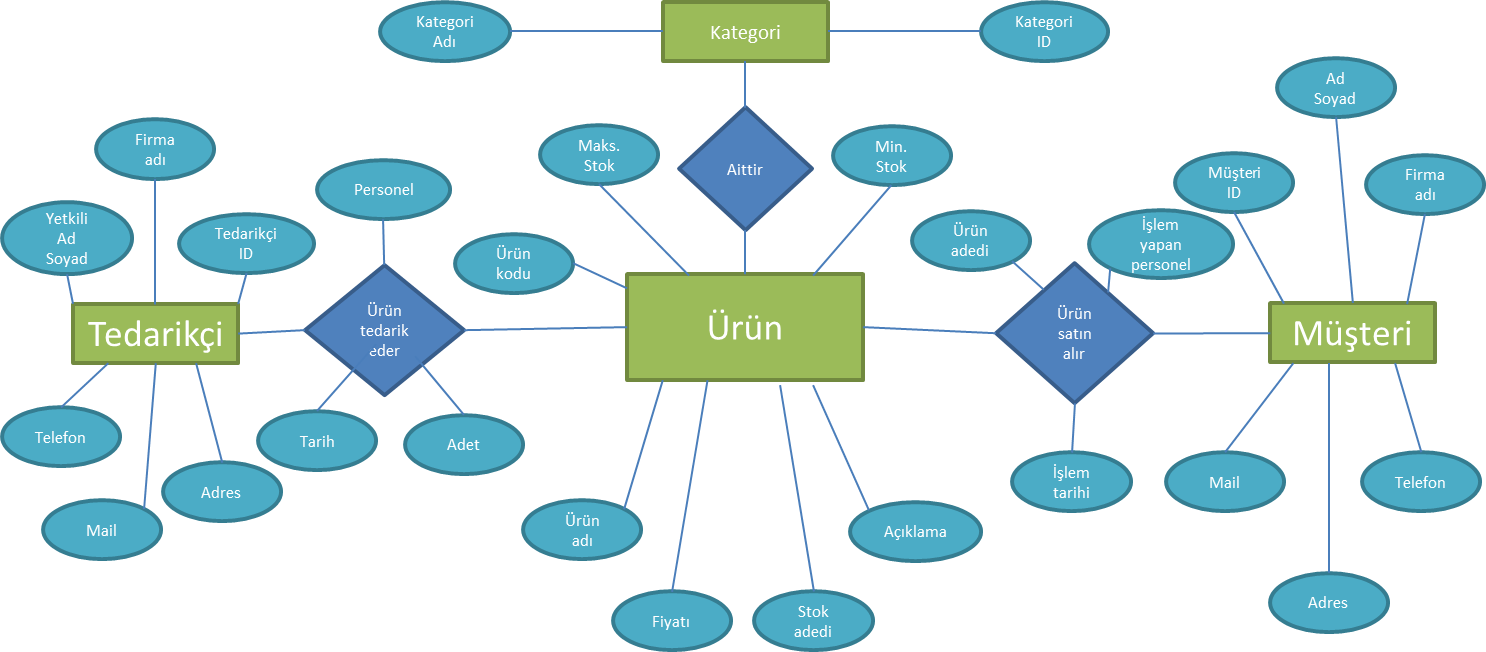 Kategori
Adı
Kategori
Kategori
ID
Ad
Soyad
Firma
adı
Maks.
Stok
Aittir
Min.
Stok
Müşteri
ID
Firma
adı
Personel
Yetkili
Ad
Soyad
Tedarikçi
ID
Ürün
kodu
Ürün
adedi
İşlem
yapan
personel
Tedarikçi
Ürün
tedarik
eder
Ürün
Ürün
satın
alır
Müşteri
Telefon
Tarih
Adet
Adres
Mail
İşlem
tarihi
Mail
Telefon
Ürün
adı
Açıklama
Fiyatı
Stok
adedi
Adres